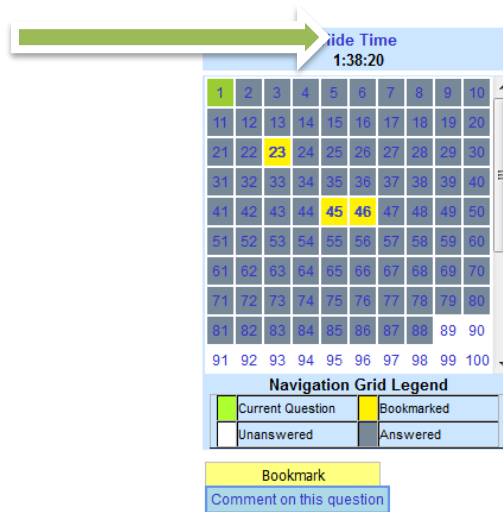 ide Time
1:38:20
1 2 3 4 5 6 7 8 9 10
11 12 13 14 15 16 17 18 19 20
21 22 23 24 25 26 27 28 29 30
31 32 33 34 35 36 37 38 39 40
41 42 43 44 45 46 47 48 49 50
51 52 53 54 55 56 57 58 59 60
61 62 63 64 65 66 67 68 69 70
71 72 73 74 75 76 77 78 79 80
81 82 83 84 85 86 87 88 89 90
91 92 93 94 95 96 97 98 99 100
Navigation Grid Legend
Current Question Bookmarked
Unanswered Answered
Bookmark
Comment on this question